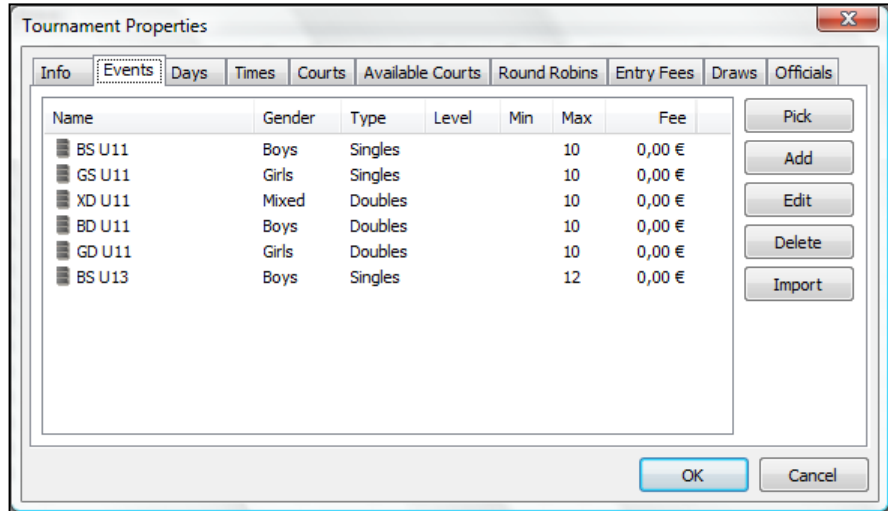 Tournament Properties
Info Events Days Times Courts Available Courts Round Robins Entry Fees Draws Officials
Name Gender Type Level Min Max Fee
BS U11 Boys Singles 10 0,00 €
GS U11 Girls Singles 10 0,00 €
XD U11 Mixed Doubles 10 0,00 €
BD U11 Boys Doubles 10 0,00 €
GD U11 Girls Doubles 10 0,00 €
BS U13 Boys Singles 12 0,00 €
Pick
Add
Edit
Delete
Import
OK Cancel